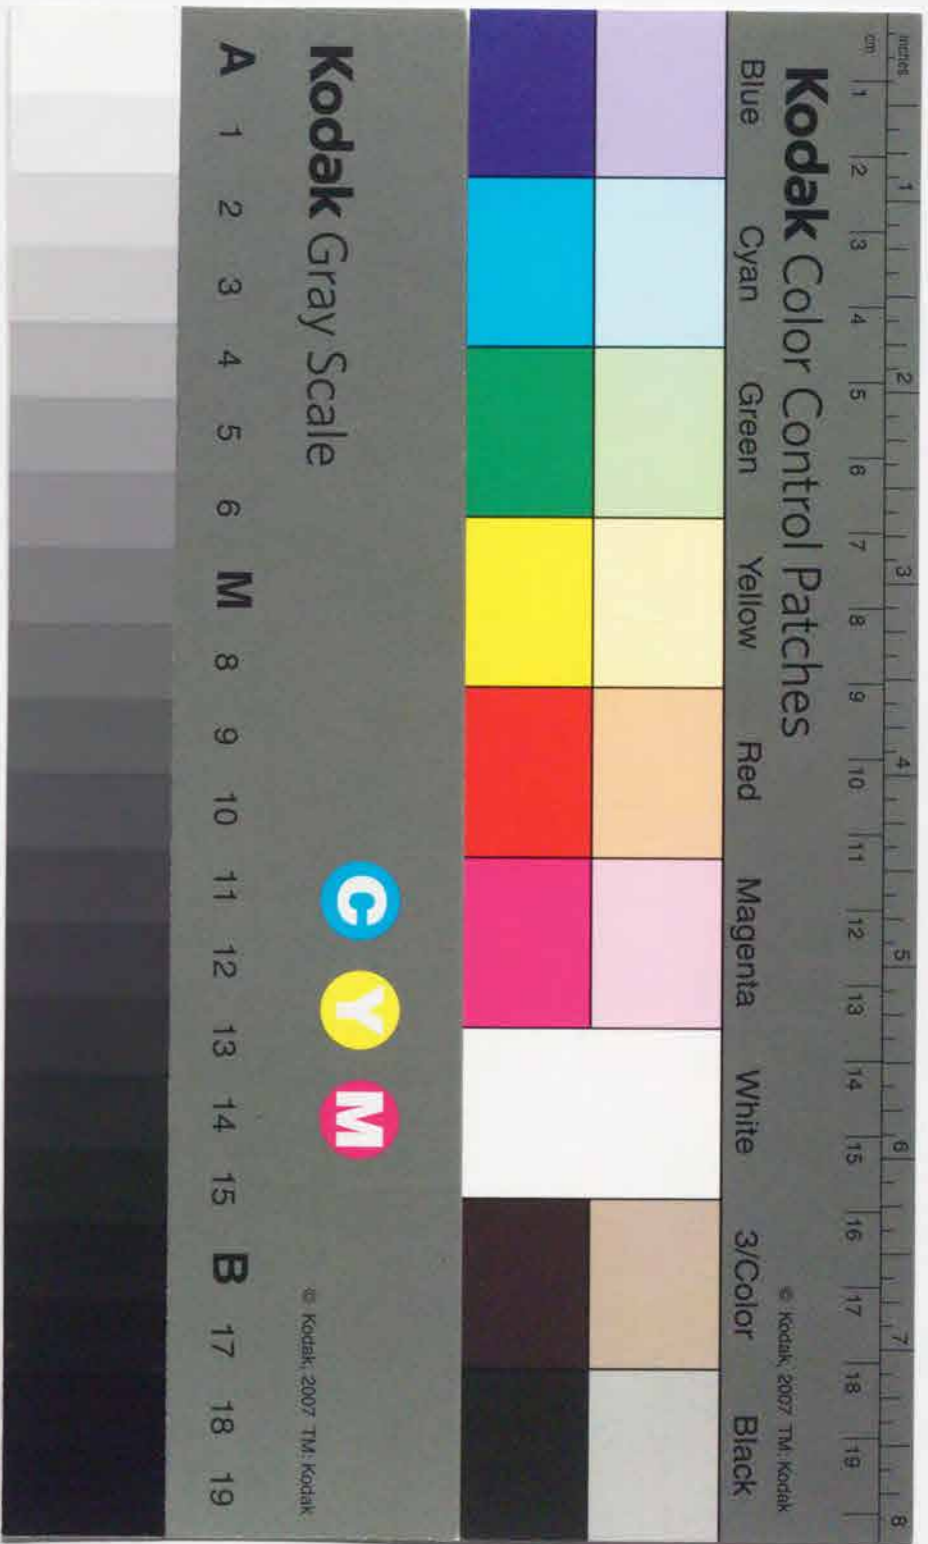 inches 1 2 3 4 5 6 7 8
cm 1 2 3 4 5 6 7 8 9 10 11 12 13 14 15 16 17 18 19
Kodak Color Control Patches © Kodak, 2007 TM: Kodak
Blue Cyan Green Yellow Red Magenta White 3/Color Black
C Y M
Kodak Gray Scale © Kodak, 2007 TM: Kodak
A 1 2 3 4 5 6 M 8 9 10 11 12 13 14 15 B 17 18 19